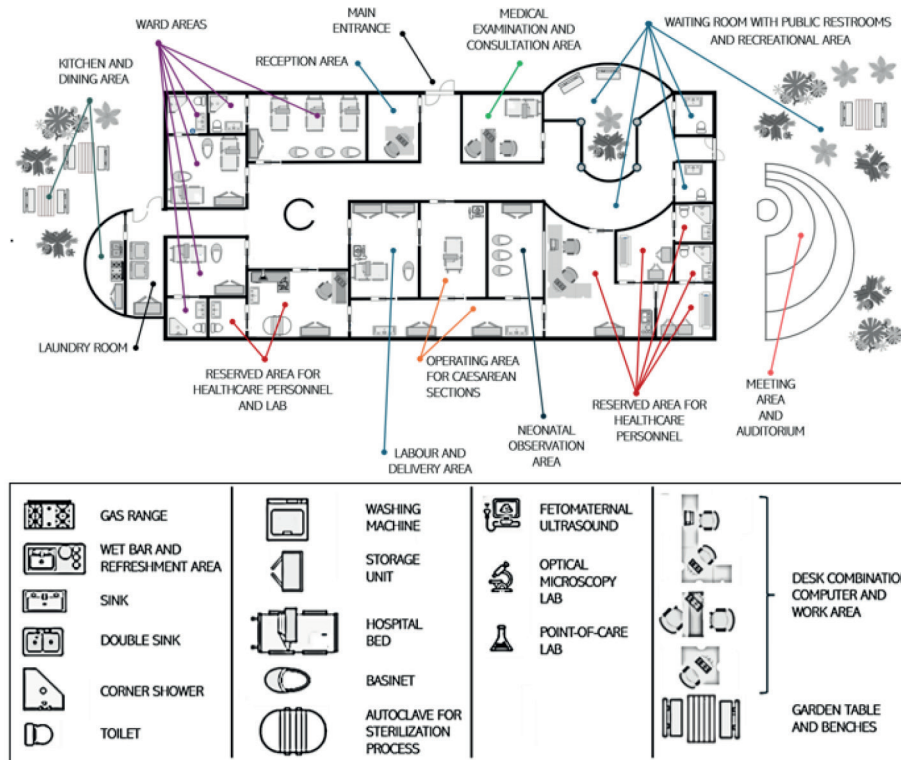 WARD AREAS
MAIN
ENTRANCE
MEDICAL
EXAMINATION AND
CONSULTATION AREA
WAITING ROOM WITH PUBLIC RESTROOMS
AND RECREATIONAL AREA
KITCHEN AND
DINING AREA
RECEPTION AREA
LAUNDRY ROOM
RESERVED AREA FOR
HEALTHCARE PERSONNEL
AND LAB
OPERATING AREA
FOR CAESAREAN
SECTIONS
LABOUR AND
DELIVERY AREA
NEONATAL
OBSERVATION
AREA
RESERVED AREA FOR
HEALTHCARE
PERSONNEL
MEETING
AREA
AND
AUDITORIUM
GAS RANGE
WET BAR AND
REFRESHMENT AREA
SINK
DOUBLE SINK
CORNER SHOWER
TOILET
WASHING
MACHINE
STORAGE
UNIT
HOSPITAL
BED
BASINET
AUTOCLAVE FOR
STERILIZATION
PROCESS
FETOMATERNAL
ULTRASOUND
OPTICAL
MICROSCOPY
LAB
POINT-OF-CARE
LAB
DESK COMBINATION
COMPUTER AND
WORK AREA
GARDEN TABLE
AND BENCHES